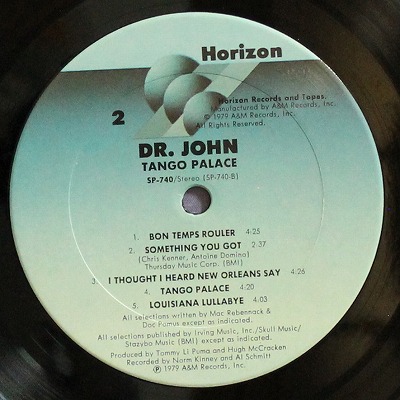 Horizon
2
Horizon Records and Tapes.
Manufactured by A&M Records, Inc.
© 1979 A&M Records, Inc.
All Rights Reserved.
DR. JOHN
TANGO PALACE
SP-740/Stereo (SP-740-B)
1. BON TEMPS ROULER 4:25
2. SOMETHING YOU GOT 2:37
(Chris Kenner, Antoine Domino)
Thursday Music Corp. (BMI)
3. I THOUGHT I HEARD NEW ORLEANS SAY 4:26
4. TANGO PALACE 4:20
5. LOUISIANA LULLABYE 4:03
All selections written by Mac Rebennack &
Doc Pomus except as indicated.
All selections published by Irving Music, Inc./Skull Music/
Stazybo Music (BMI) except as indicated.
Produced by Tommy Li Puma and Hugh McCracken
Recorded by Norm Kinney and Al Schmitt
℗ 1979 A&M Records, Inc.